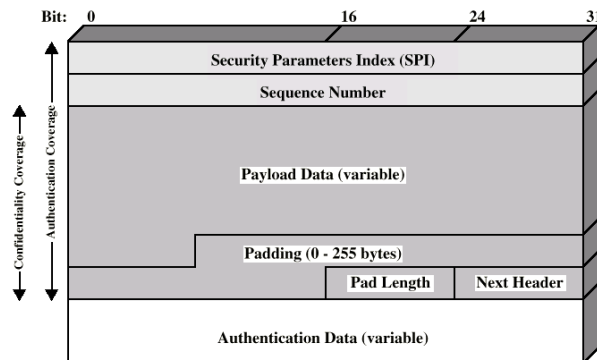 Bit: 0 16 24 31
Security Parameters Index (SPI)
Sequence Number
Payload Data (variable)
Padding (0 - 255 bytes)
Pad Length Next Header
Authentication Data (variable)
Confidentiality Coverage
Authentication Coverage